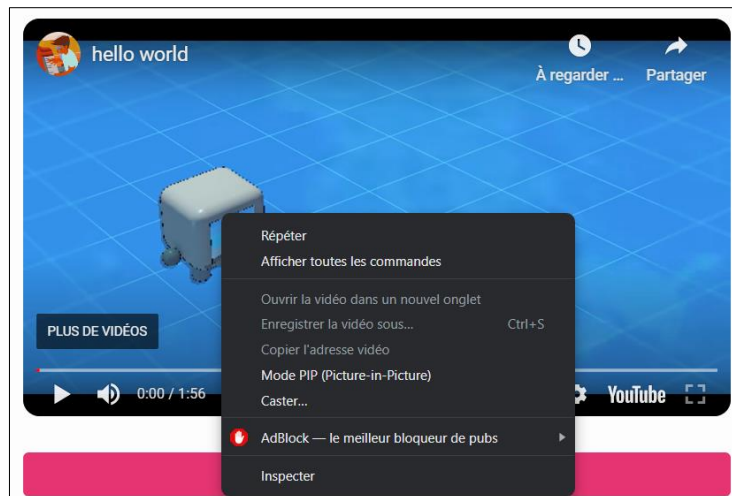 hello world
À regarder ...
Partager
Répéter
Afficher toutes les commandes
Ouvrir la vidéo dans un nouvel onglet
Enregistrer la vidéo sous... Ctrl+S
Copier l'adresse vidéo
PLUS DE VIDÉOS
Mode PIP (Picture-in-Picture)
0:00 / 1:56
Caster...
YouTube
AdBlock — le meilleur bloqueur de pubs
Inspecter